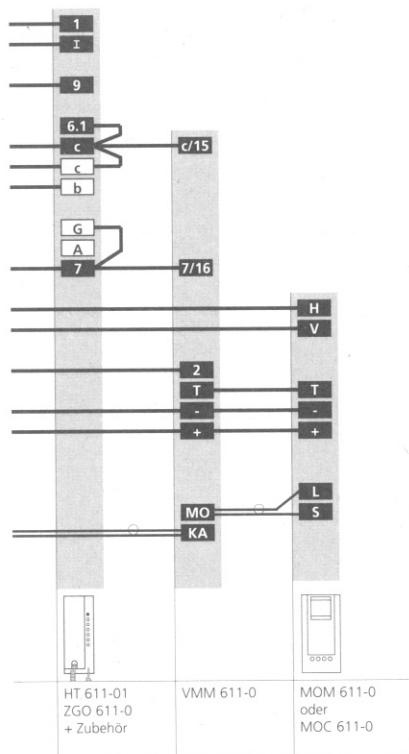 1
I
9
6.1
c
c/15
c
b
G
A
7
7/16
H
V
2
T
T
-
-
+
+
L
MO
S
KA
HT 611-01
ZGO 611-0
+ Zubehör
VMM 611-0
MOM 611-0
oder
MOC 611-0